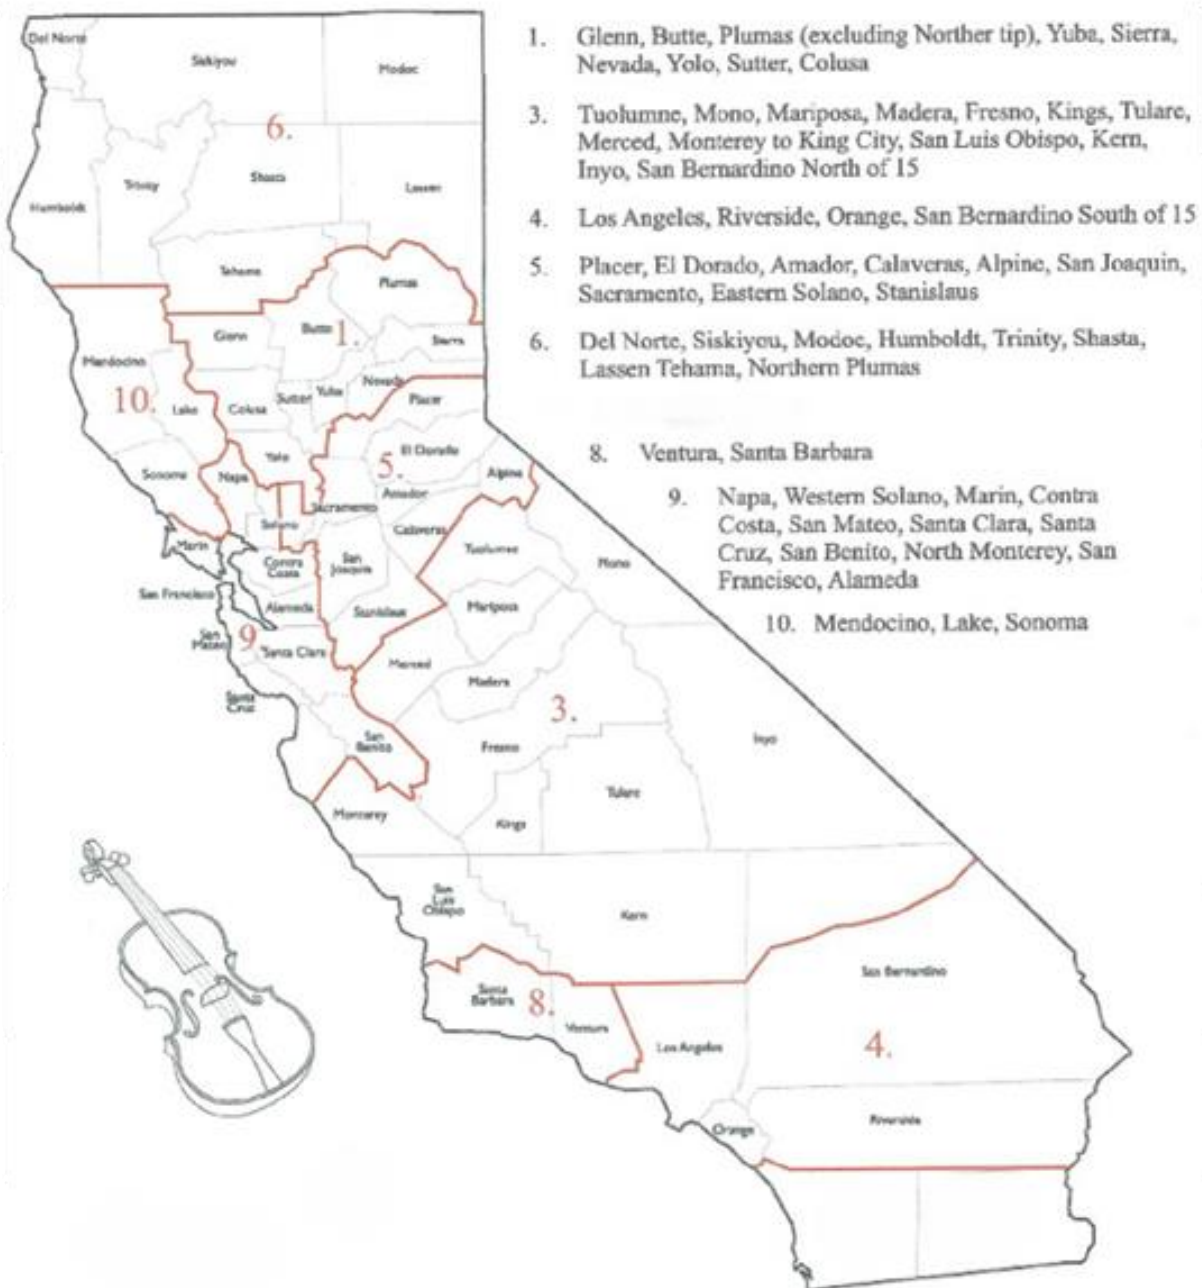 1. Glenn, Butte, Plumas (excluding Norther tip), Yuba, Sierra,
Nevada, Yolo, Sutter, Colusa
3. Tuolumne, Mono, Mariposa, Madera, Fresno, Kings, Tulare,
Merced, Monterey to King City, San Luis Obispo, Kern,
Inyo, San Bernardino North of 15
4. Los Angeles, Riverside, Orange, San Bernardino South of 15
5. Placer, El Dorado, Amador, Calaveras, Alpine, San Joaquin,
Sacramento, Eastern Solano, Stanislaus
6. Del Norte, Siskiyou, Modoc, Humboldt, Trinity, Shasta,
Lassen Tehama, Northern Plumas
8. Ventura, Santa Barbara
9. Napa, Western Solano, Marin, Contra
Costa, San Mateo, Santa Clara, Santa
Cruz, San Benito, North Monterey, San
Francisco, Alameda
10. Mendocino, Lake, Sonoma
Del Norte
Siskiyou
Modoc
6.
Humboldt
Trinity
Shasta
Lassen
Tehama
Plumas
Glenn
Butte
1.
Sierra
Mendocino
10.
Lake
Colusa
Sutter
Yuba
Nevada
Placer
Sonoma
Napa
Yolo
El Dorado
5.
Alpine
Sacramento
Amador
Solano
Calaveras
Marin
Contra
Costa
San
Joaquin
Tuolumne
Mono
San Francisco
Alameda
Stanislaus
Mariposa
San
Mateo
9.
Santa Clara
Merced
Madera
Santa
Cruz
3.
San
Benito
Fresno
Inyo
Monterey
Kings
Tulare
San
Luis
Obispo
Kern
San Bernardino
Santa
Barbara
8.
Ventura
Los Angeles
4.
Orange
Riverside